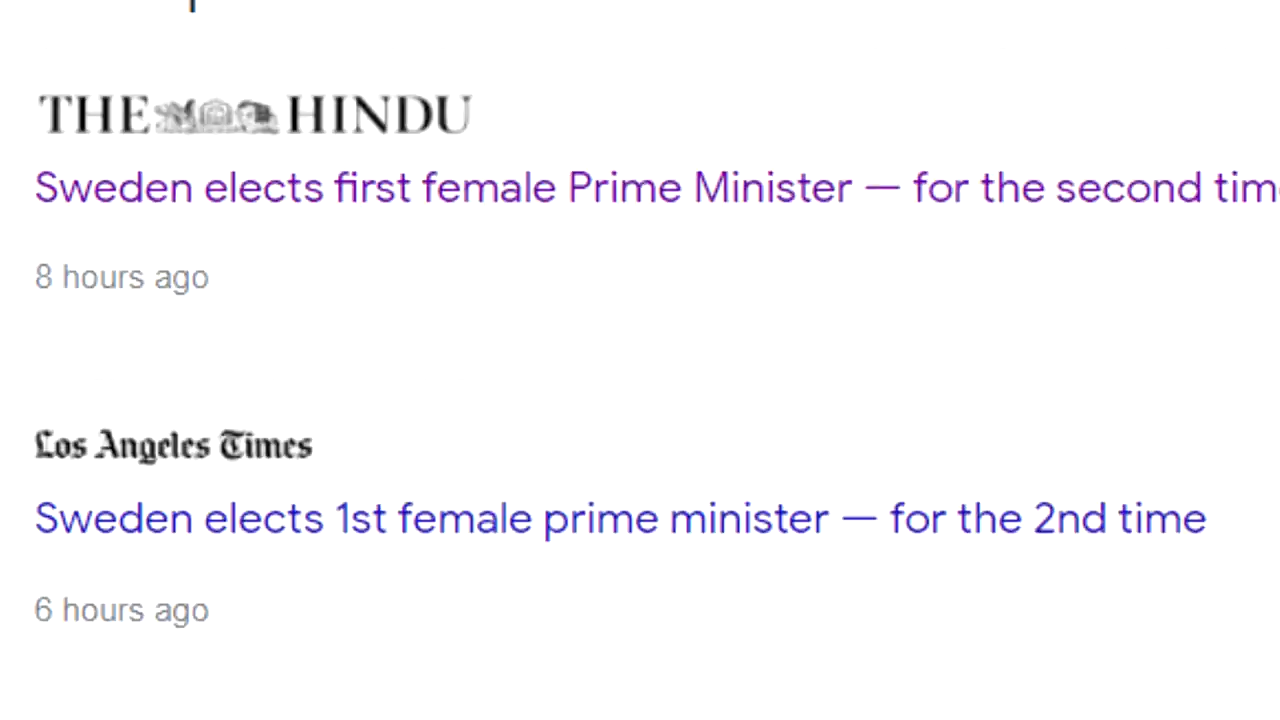 THE HINDU
Sweden elects first female Prime Minister — for the second
8 hours ago
Los Angeles Times
Sweden elects 1st female prime minister — for the 2nd time
6 hours ago